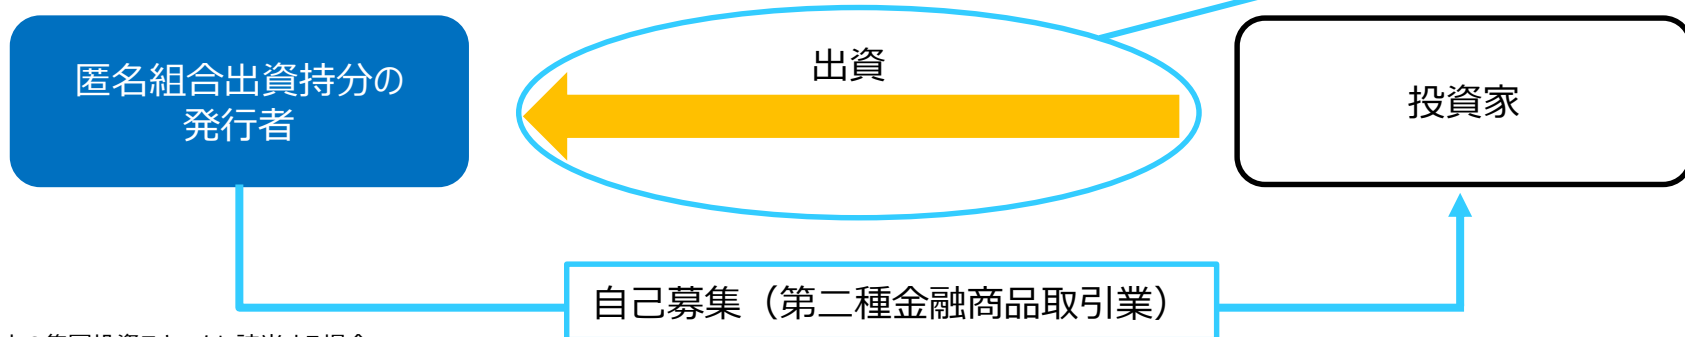 匿名組合出資持分の
発行者
出資
投資家
自己募集（第二種金融商品取引業）